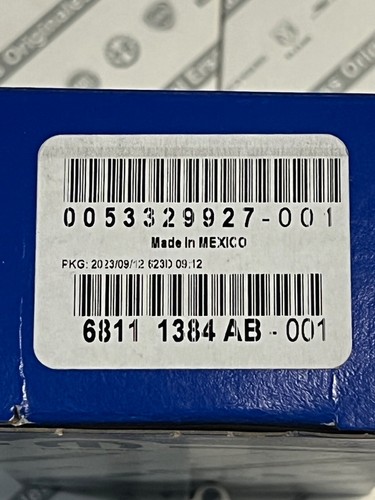 0053329927-001
Made In MEXICO
PKG: 2023/09/12 623D 09:12
6811 1384 AB - 001